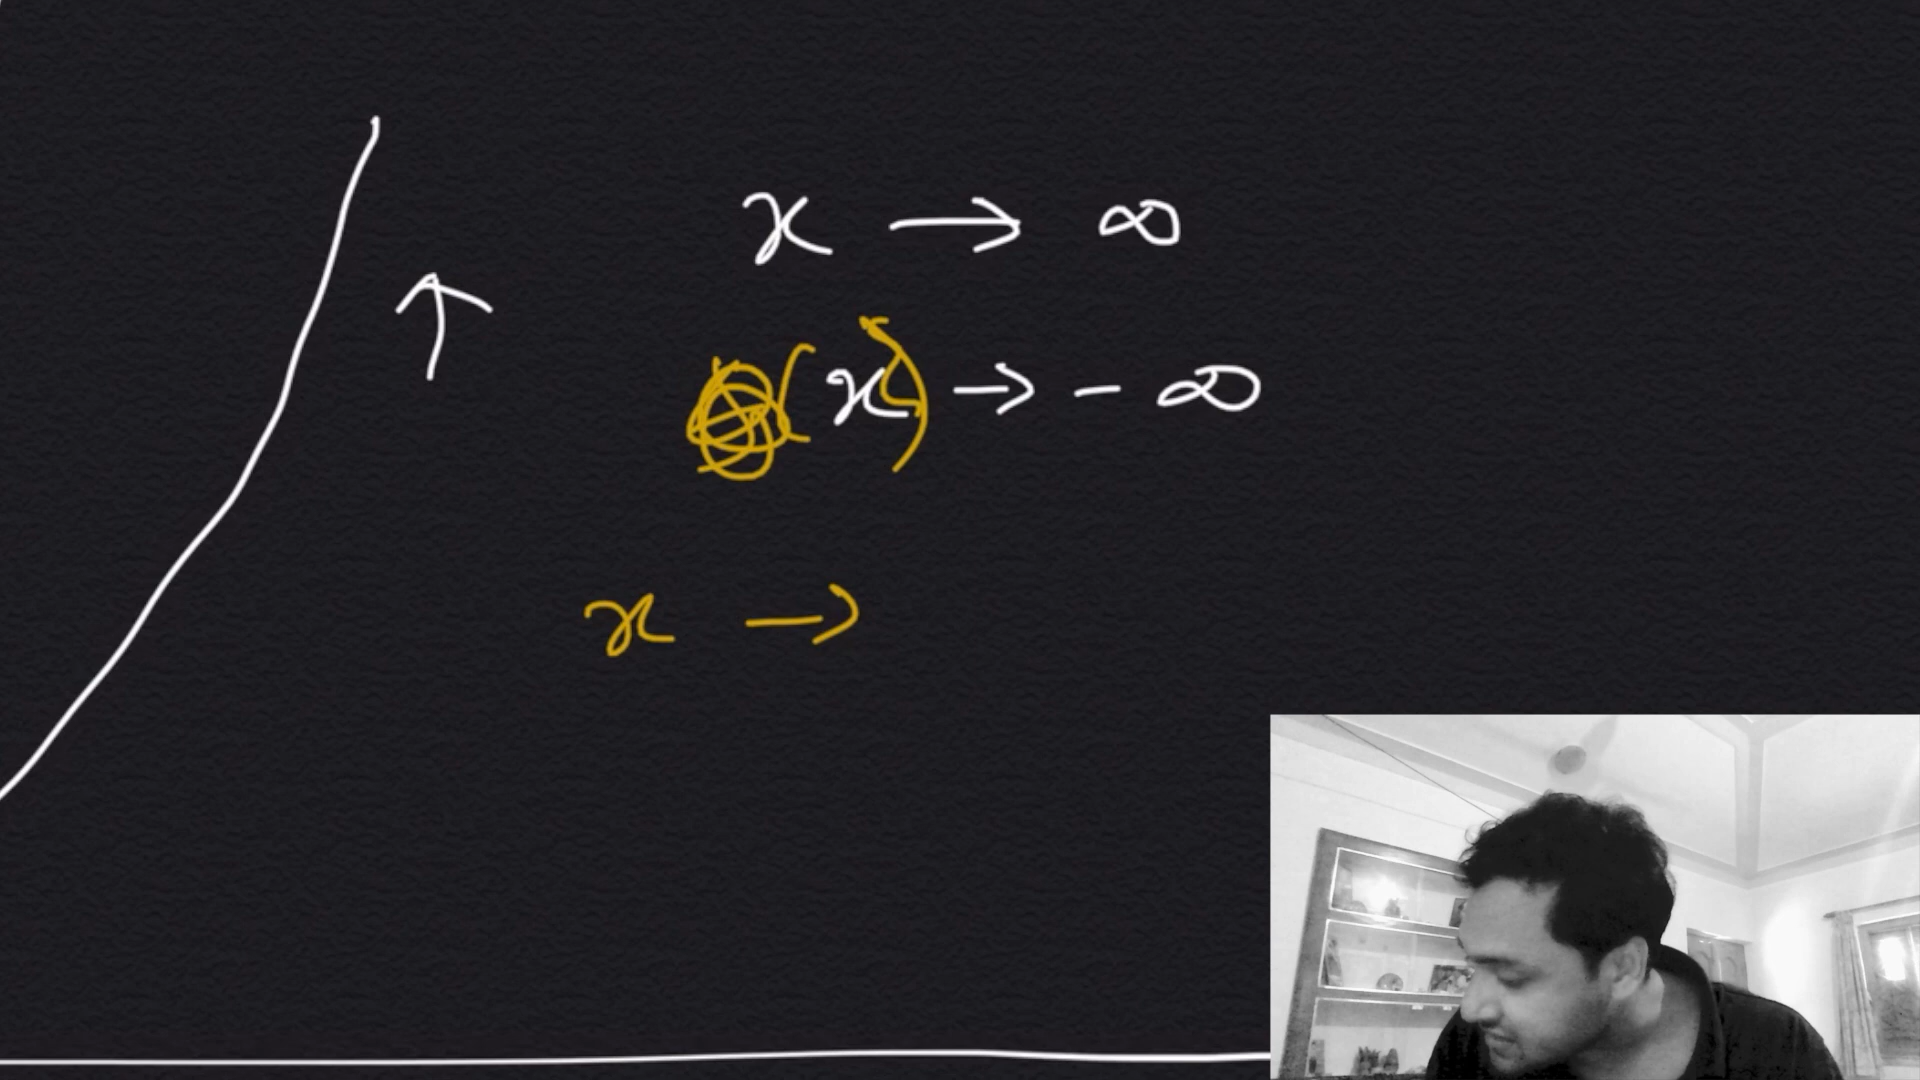 x → ∞
(x) → - ∞
x →